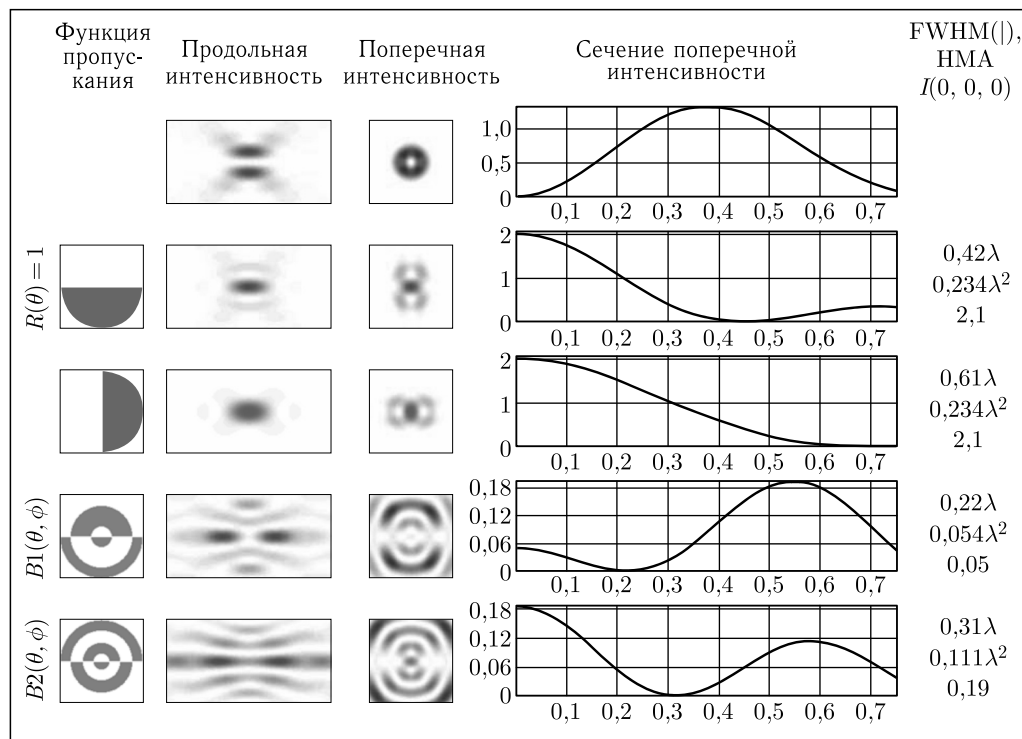 Функция
пропус-
кания
Продольная
интенсивность
Поперечная
интенсивность
Сечение поперечной
интенсивности
FWHM(|),
HMA
I(0, 0, 0)
1,0
0,5
0
0,1 0,2 0,3 0,4 0,5 0,6 0,7
R(θ) = 1
2
1
0
0,1 0,2 0,3 0,4 0,5 0,6 0,7
0,42λ
0,234λ²
2,1
2
1
0
0,1 0,2 0,3 0,4 0,5 0,6 0,7
0,61λ
0,234λ²
2,1
B1(θ, ϕ)
0,18
0,12
0,06
0
0,1 0,2 0,3 0,4 0,5 0,6 0,7
0,22λ
0,054λ²
0,05
B2(θ, ϕ)
0,18
0,12
0,06
0
0,1 0,2 0,3 0,4 0,5 0,6 0,7
0,31λ
0,111λ²
0,19